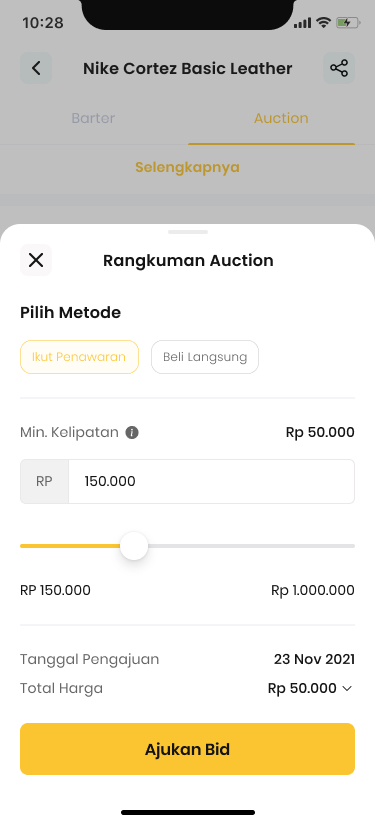 10:28
Nike Cortez Basic Leather
Barter Auction
Selengkapnya
Rangkuman Auction
Pilih Metode
Ikut Penawaran Beli Langsung
Min. Kelipatan i Rp 50.000
RP 150.000
RP 150.000 Rp 1.000.000
Tanggal Pengajuan 23 Nov 2021
Total Harga Rp 50.000
Ajukan Bid